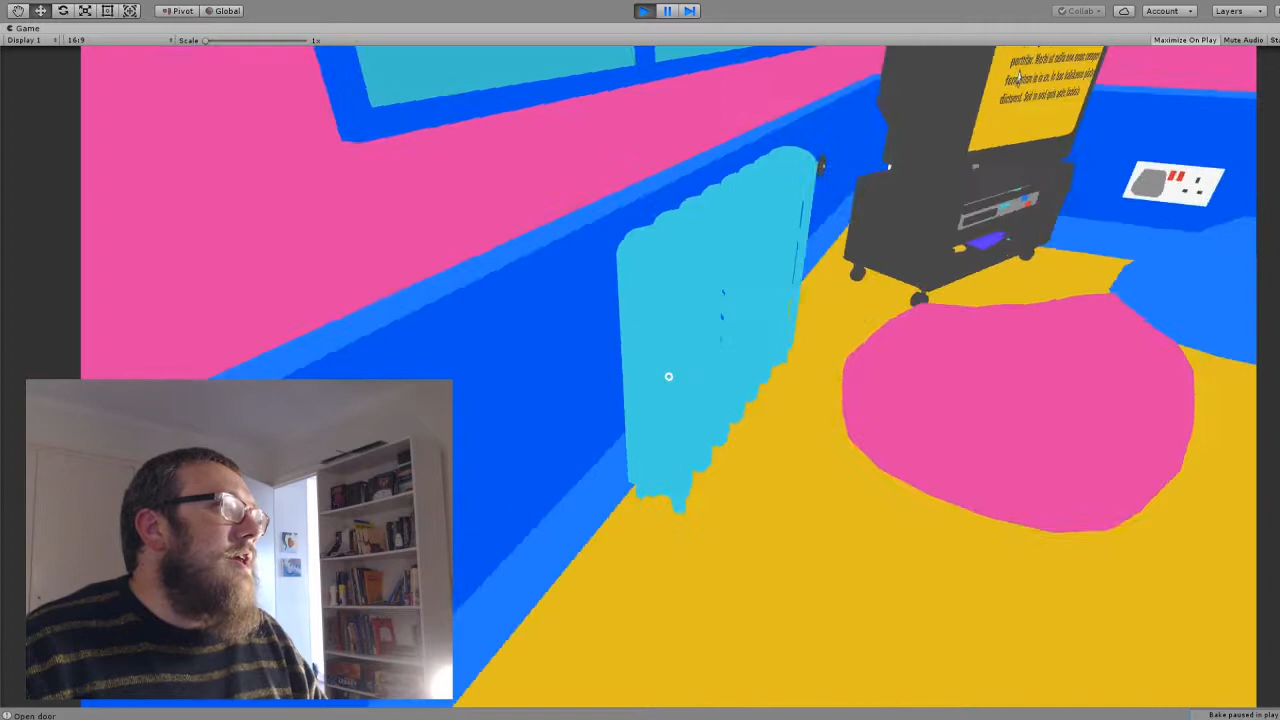 Pivot Global Collab Account Layers
Game
Display 1 16:9 Scale 1x Maximize On Play Mute Audio
Open door Bake paused in play